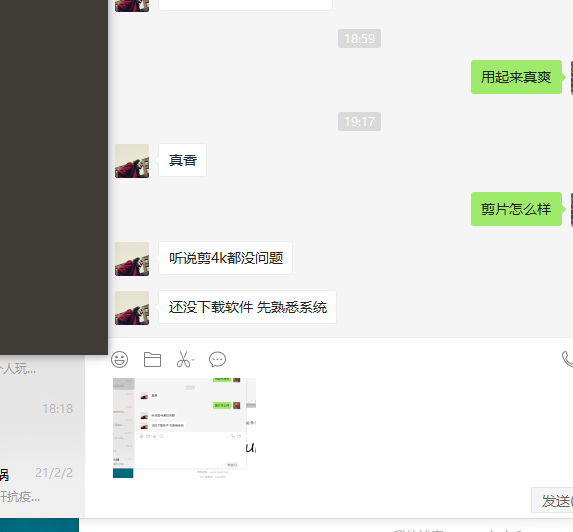 18:59
用起来真爽
19:17
真香
剪片怎么样
听说剪4k都没问题
还没下载软件 先熟悉系统
人玩...
18:18
21/2/2
抗疫...
发送(